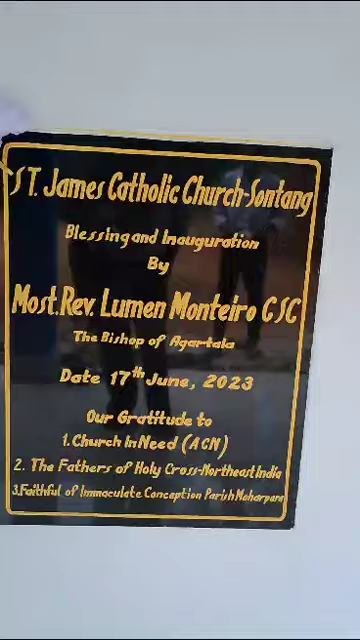 ST. James Catholic Church-Sontang
Blessing and Inauguration
By
Most.Rev. Lumen Monteiro CSC
The Bishop of Agartala
Date 17th June, 2023
Our Gratitude to
1. Church In Need (ACN)
2. The Fathers of Holy Cross-Northeast India
3. Faithful of Immaculate Conception Parish Moharpara